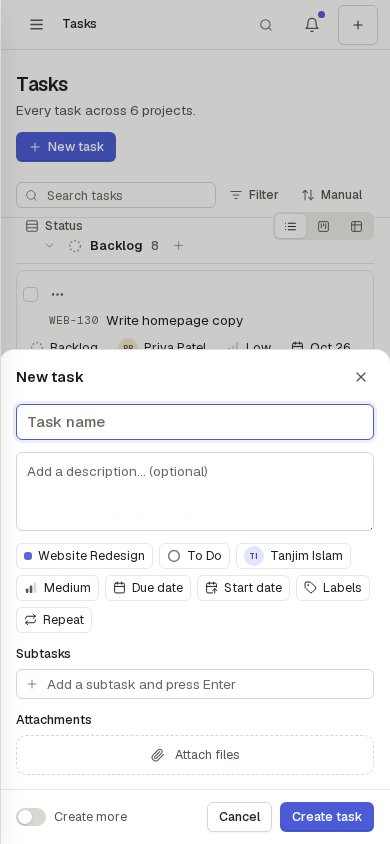 Tasks
Tasks
Every task across 6 projects.
New task
Search tasks
Filter
Manual
Status
Backlog 8
WEB-130 Write homepage copy
Backlog PP Priya Patel Low Oct 26
New task
Task name
Add a description... (optional)
Website Redesign
To Do
TI Tanjim Islam
Medium
Due date
Start date
Labels
Repeat
Subtasks
Add a subtask and press Enter
Attachments
Attach files
Create more
Cancel
Create task